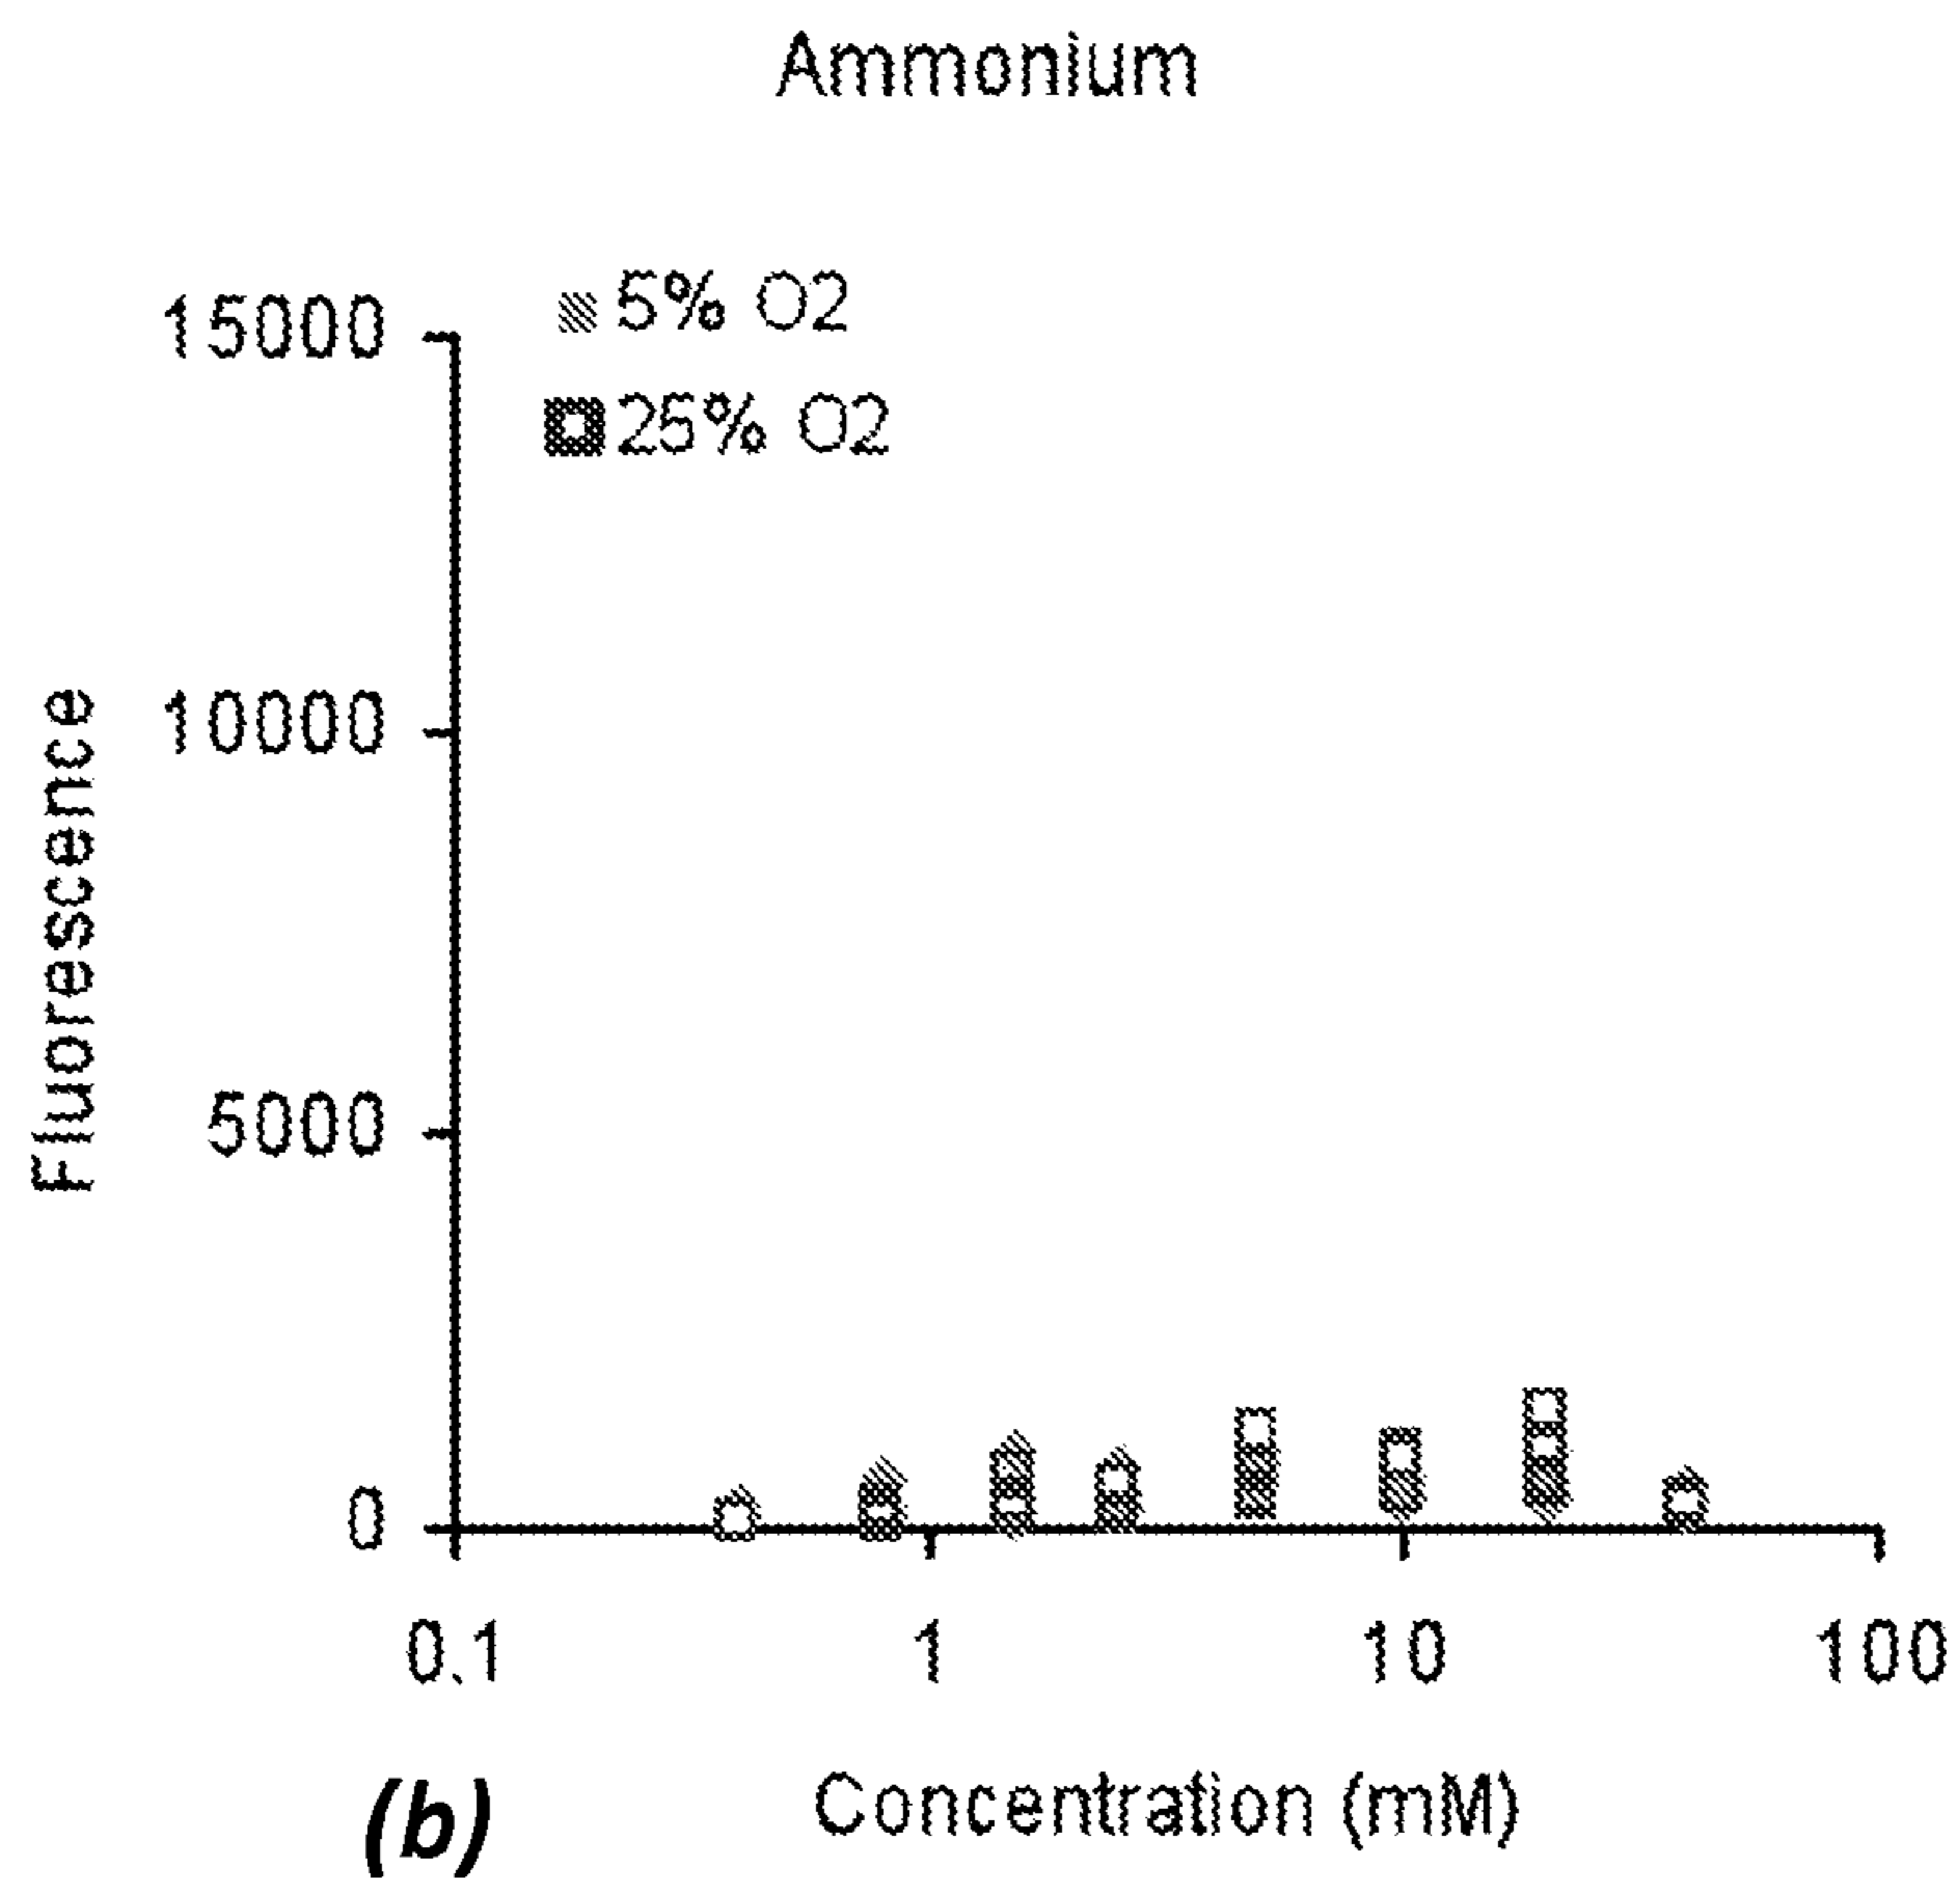 Ammonium
5% O2
25% O2
15000
10000
5000
0
Fluorescence
0.1 1 10 100
Concentration (mM)
(b)